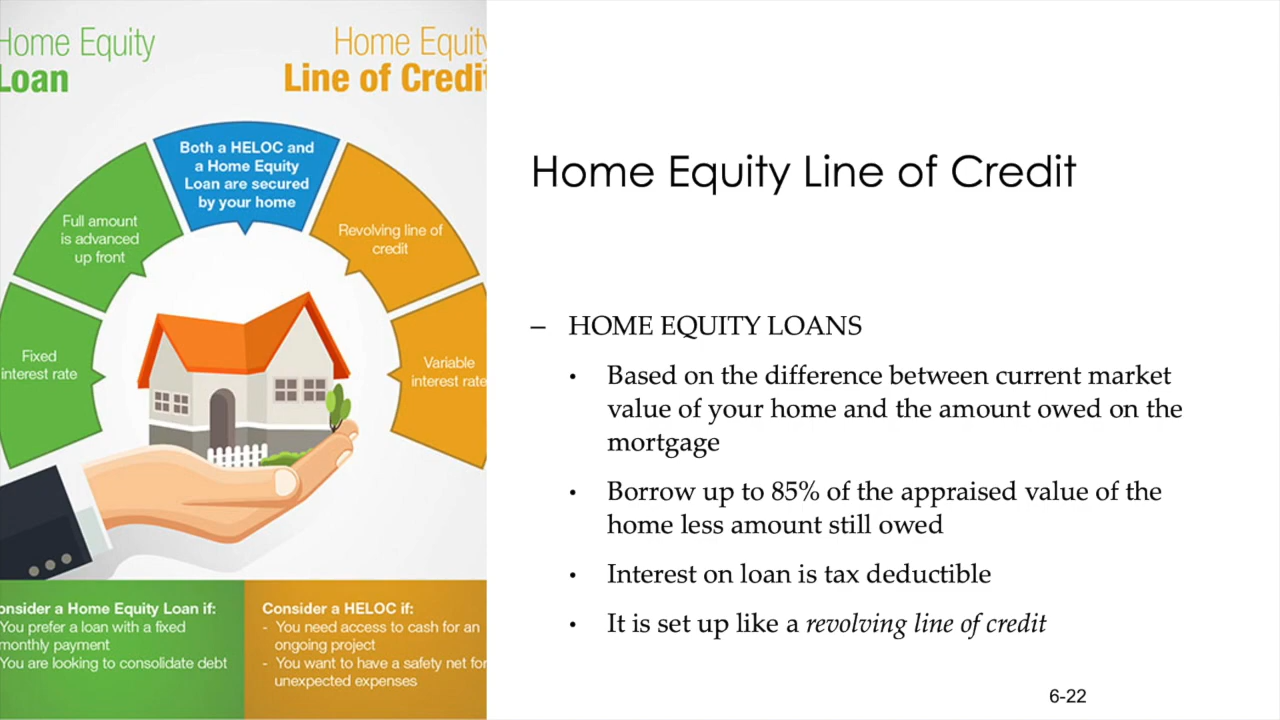 Home Equity
Loan
Home Equity
Line of Credit
Both a HELOC and
a Home Equity
Loan are secured
by your home
Full amount
is advanced
up front
Fixed
interest rate
Revolving line of
credit
Variable
interest rate
onsider a Home Equity Loan if:
You prefer a loan with a fixed
monthly payment
You are looking to consolidate debt
Consider a HELOC if:
- You need access to cash for an
ongoing project
- You want to have a safety net for
unexpected expenses
Home Equity Line of Credit
– HOME EQUITY LOANS
• Based on the difference between current market
value of your home and the amount owed on the
mortgage
• Borrow up to 85% of the appraised value of the
home less amount still owed
• Interest on loan is tax deductible
• It is set up like a revolving line of credit
6-22